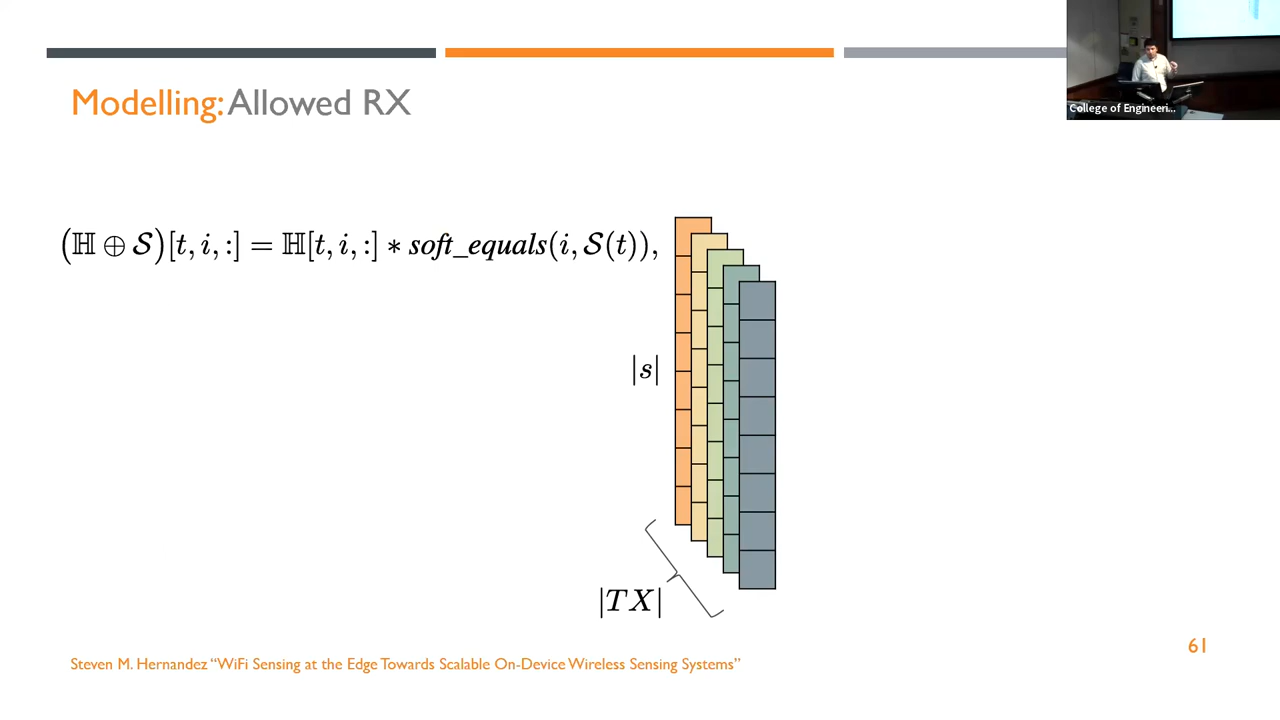 College of Engineeri...
Modelling: Allowed RX
(ℍ ⊕ 𝒮)[t, i, :] = ℍ[t, i, :] * soft_equals(i, 𝒮(t)),
|s|
|TX|
61
Steven M. Hernandez “WiFi Sensing at the Edge Towards Scalable On-Device Wireless Sensing Systems”